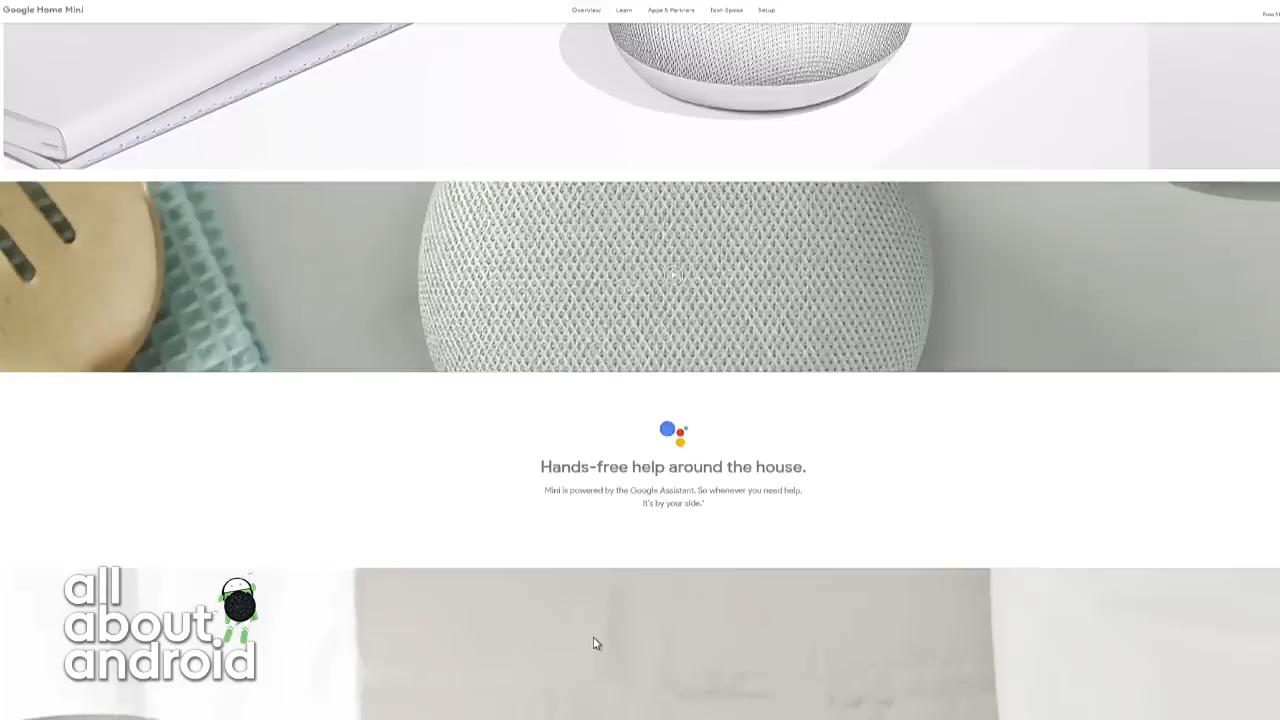 Google Home Mini
Overview
Learn
Apps & Partners
Tech Specs
Setup
Hands-free help around the house.
Mini is powered by the Google Assistant. So whenever you need help,
it's by your side.*
all
about
android